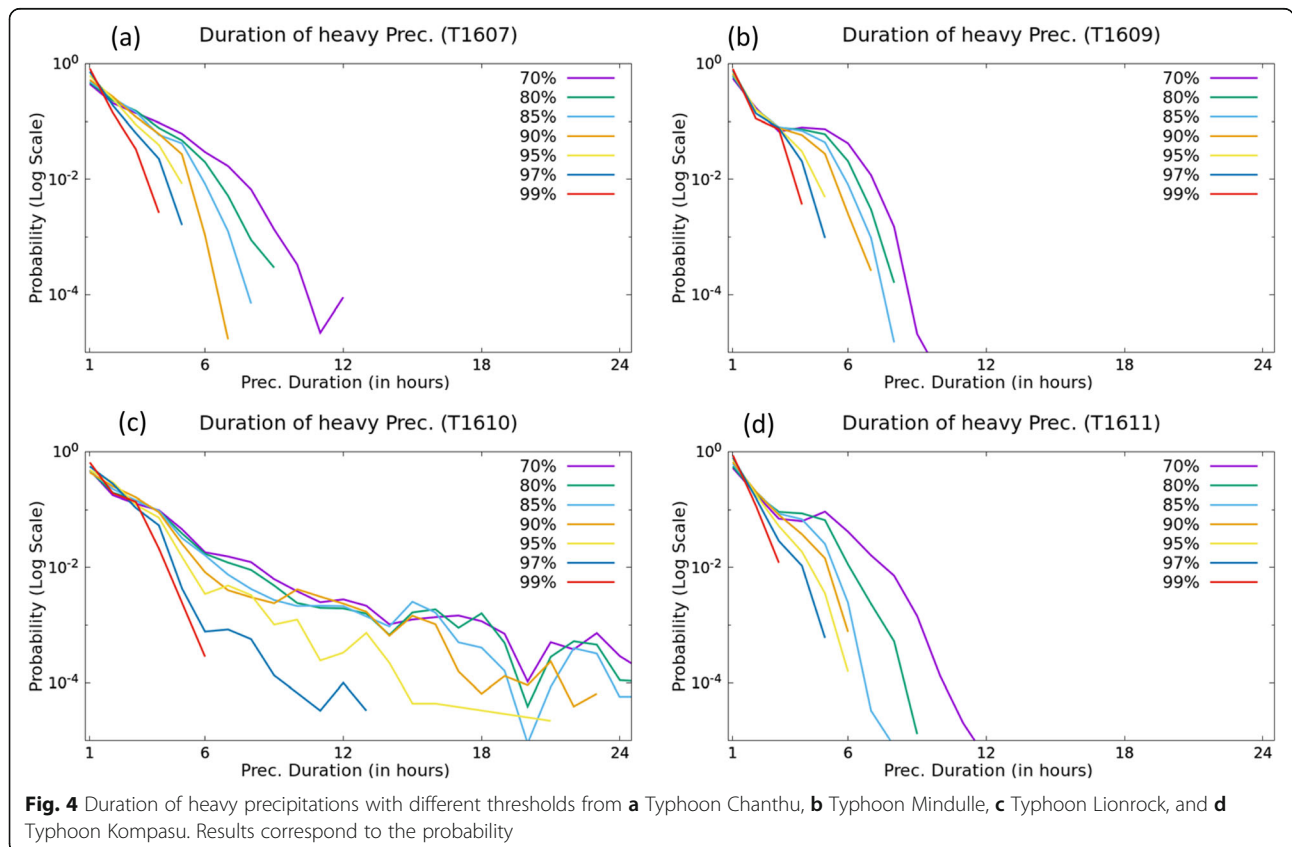 (a) Duration of heavy Prec. (T1607)
Probability (Log Scale)
10^0
10^-2
10^-4
70%
80%
85%
90%
95%
97%
99%
1 6 12 18 24
Prec. Duration (in hours)
(b) Duration of heavy Prec. (T1609)
Probability (Log Scale)
10^0
10^-2
10^-4
70%
80%
85%
90%
95%
97%
99%
1 6 12 18 24
Prec. Duration (in hours)
(c) Duration of heavy Prec. (T1610)
Probability (Log Scale)
10^0
10^-2
10^-4
70%
80%
85%
90%
95%
97%
99%
1 6 12 18 24
Prec. Duration (in hours)
(d) Duration of heavy Prec. (T1611)
Probability (Log Scale)
10^0
10^-2
10^-4
70%
80%
85%
90%
95%
97%
99%
1 6 12 18 24
Prec. Duration (in hours)
Fig. 4 Duration of heavy precipitations with different thresholds from a Typhoon Chanthu, b Typhoon Mindulle, c Typhoon Lionrock, and d
Typhoon Kompasu. Results correspond to the probability